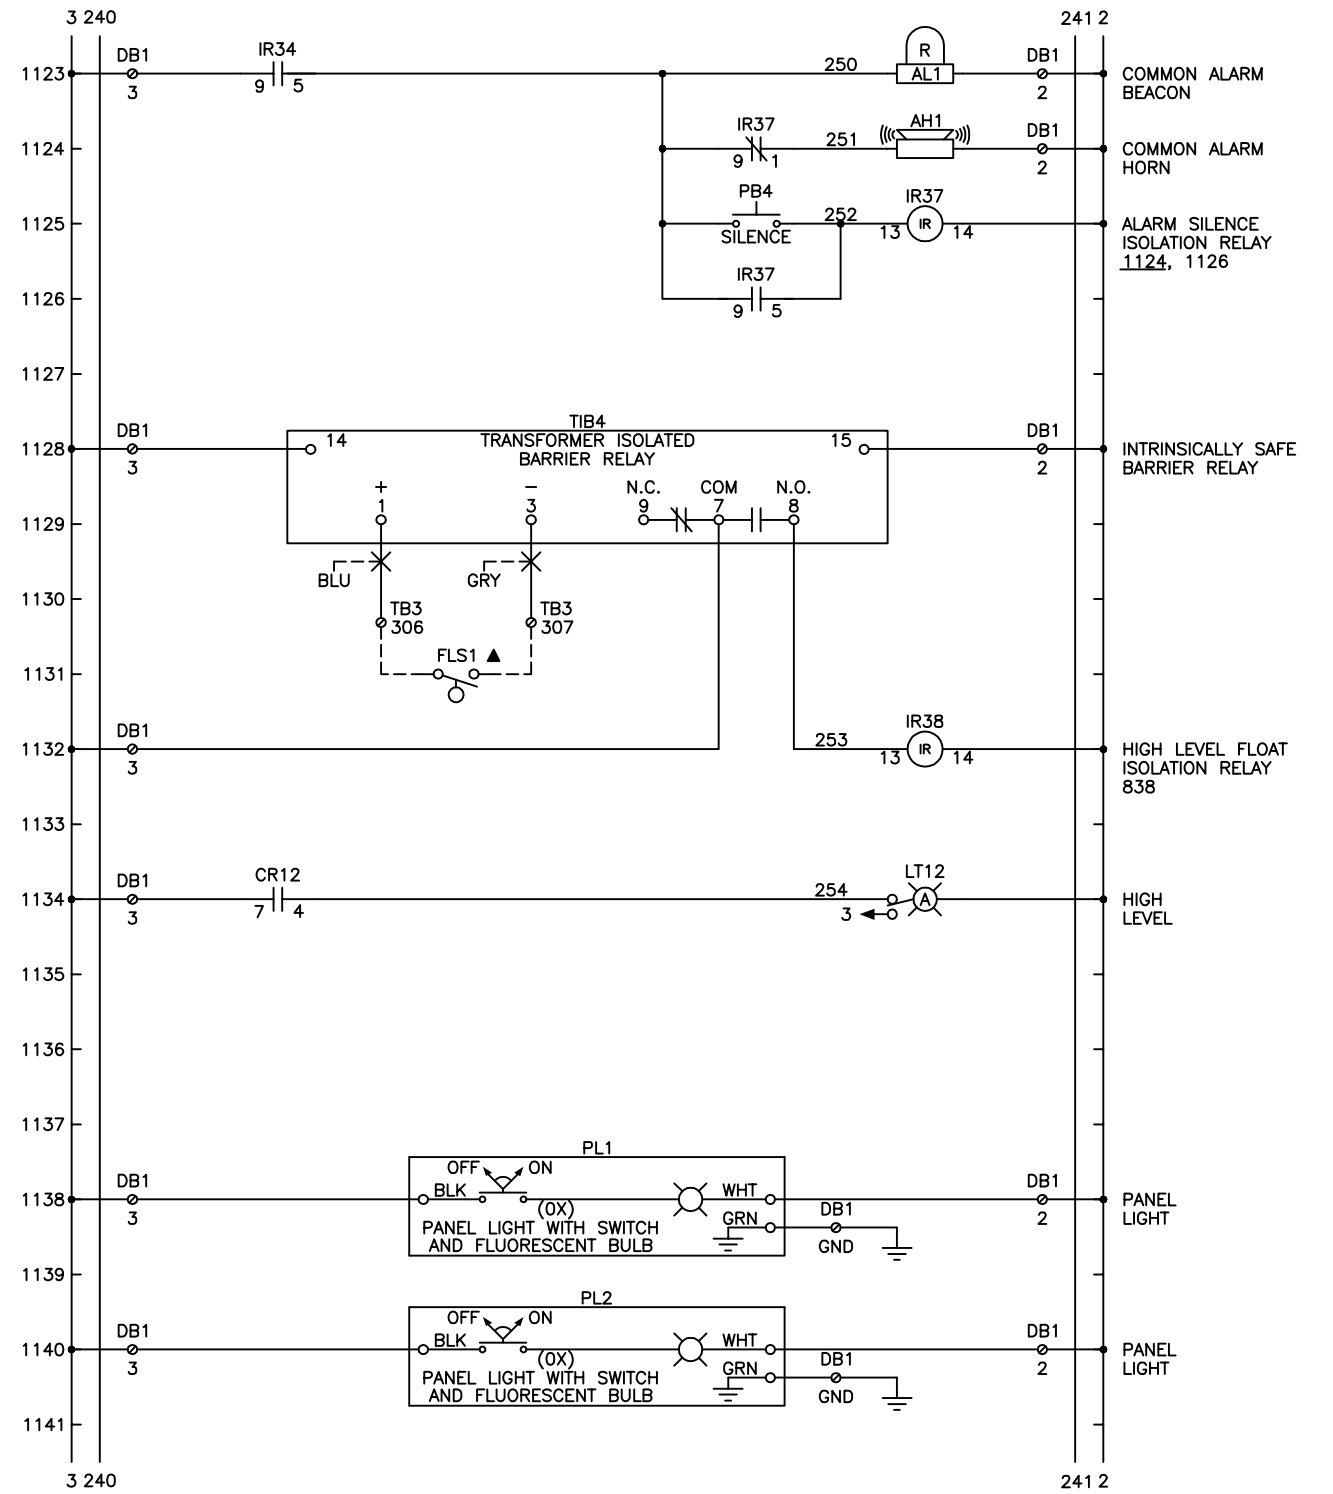 3 240
241 2
1123
DB1
3
IR34
9 5
250
R
AL1
DB1
2
COMMON ALARM
BEACON
1124
IR37
9 1
251
AH1
DB1
2
COMMON ALARM
HORN
1125
PB4
SILENCE
252
IR37
13 IR 14
ALARM SILENCE
ISOLATION RELAY
1124, 1126
1126
IR37
9 5
1127
1128
DB1
3
TIB4
14
TRANSFORMER ISOLATED
BARRIER RELAY
15
DB1
2
INTRINSICALLY SAFE
BARRIER RELAY
1129
+
1
−
3
N.C.
9
COM
7
N.O.
8
BLU
GRY
1130
TB3
306
TB3
307
1131
FLS1
1132
DB1
3
253
IR38
13 IR 14
HIGH LEVEL FLOAT
ISOLATION RELAY
838
1133
1134
DB1
3
CR12
7 4
254
3
LT12
A
HIGH
LEVEL
1135
1136
1137
1138
DB1
3
PL1
OFF ON
BLK
(OX)
WHT
GRN
PANEL LIGHT WITH SWITCH
AND FLUORESCENT BULB
DB1
GND
DB1
2
PANEL
LIGHT
1139
1140
DB1
3
PL2
OFF ON
BLK
(OX)
WHT
GRN
PANEL LIGHT WITH SWITCH
AND FLUORESCENT BULB
DB1
GND
DB1
2
PANEL
LIGHT
1141
3 240
241 2